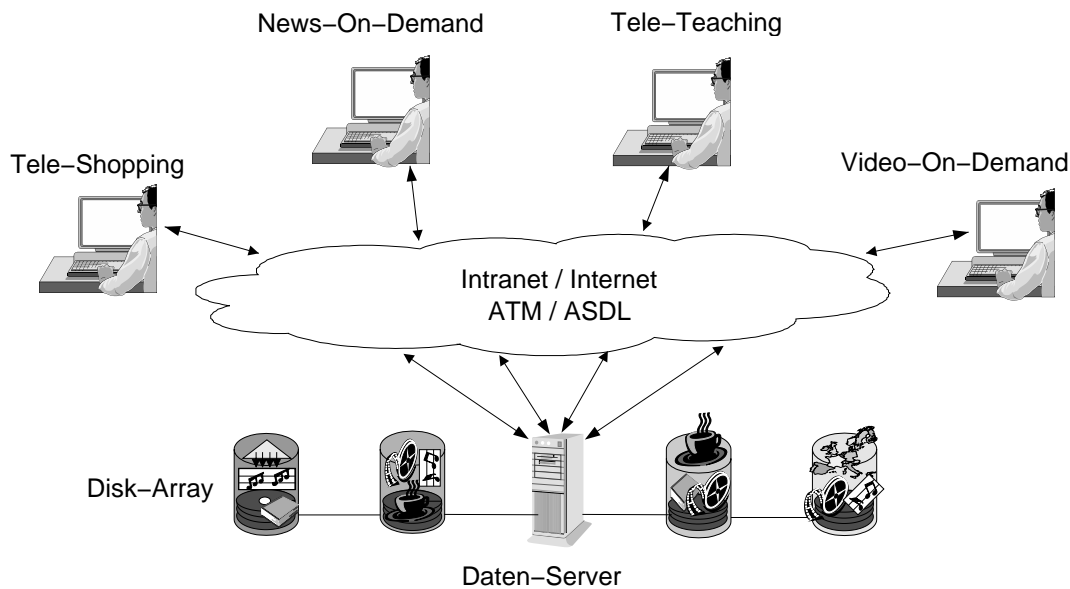 News−On−Demand
Tele−Teaching
Tele−Shopping
Video−On−Demand
Intranet / Internet
ATM / ASDL
Disk−Array
Daten−Server